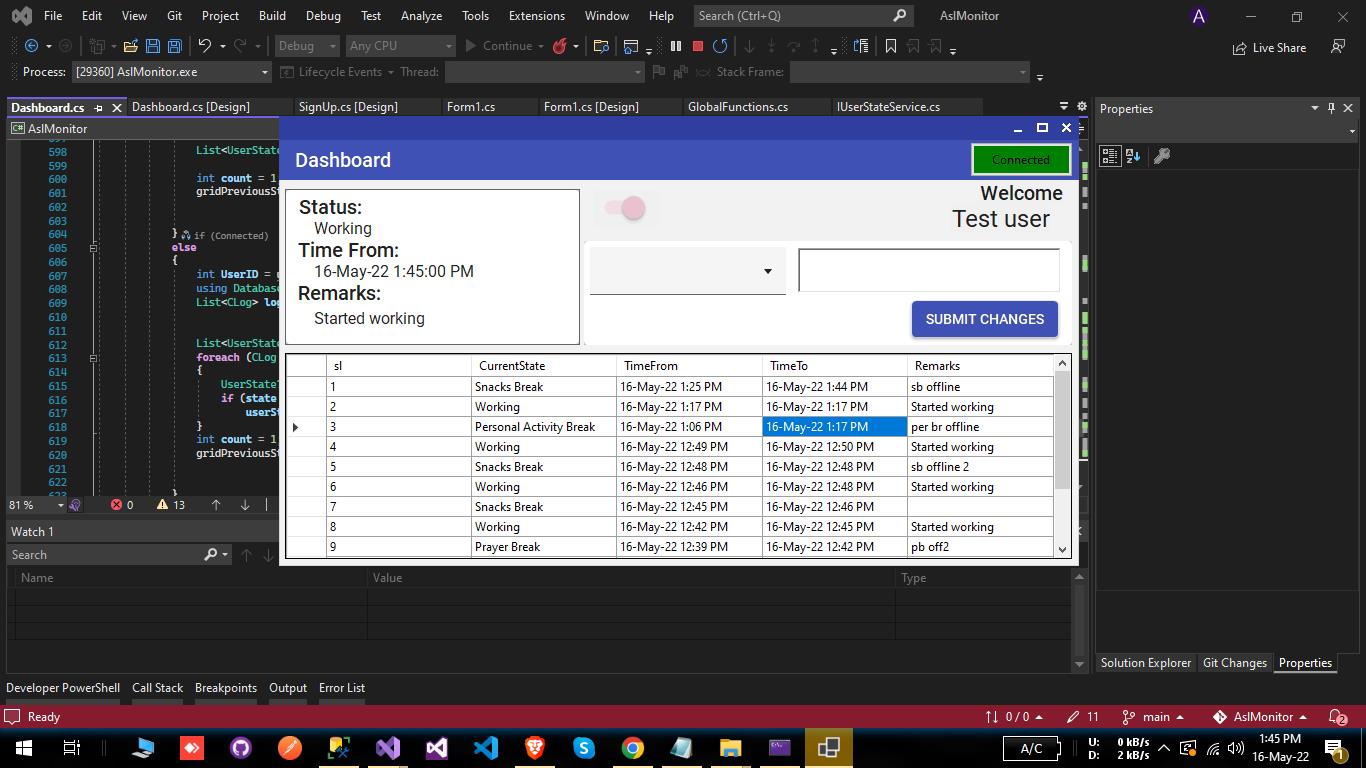 File Edit View Git Project Build Debug Test Analyze Tools Extensions Window Help Search (Ctrl+Q) AslMonitor A
Debug Any CPU Continue Live Share
Process: [29360] AslMonitor.exe Lifecycle Events Thread: Stack Frame:
Dashboard.cs Dashboard.cs [Design] SignUp.cs [Design] Form1.cs Form1.cs [Design] GlobalFunctions.cs IUserStateService.cs Properties
C# AslMonitor
Dashboard Connected
Welcome
Test user
Status:
Working
Time From:
16-May-22 1:45:00 PM
Remarks:
Started working
SUBMIT CHANGES
sl CurrentState TimeFrom TimeTo Remarks
1 Snacks Break 16-May-22 1:25 PM 16-May-22 1:44 PM sb offline
2 Working 16-May-22 1:17 PM 16-May-22 1:17 PM Started working
3 Personal Activity Break 16-May-22 1:06 PM 16-May-22 1:17 PM per br offline
4 Working 16-May-22 12:49 PM 16-May-22 12:50 PM Started working
5 Snacks Break 16-May-22 12:48 PM 16-May-22 12:48 PM sb offline 2
6 Working 16-May-22 12:46 PM 16-May-22 12:48 PM Started working
7 Snacks Break 16-May-22 12:45 PM 16-May-22 12:46 PM
8 Working 16-May-22 12:42 PM 16-May-22 12:45 PM Started working
9 Prayer Break 16-May-22 12:39 PM 16-May-22 12:42 PM pb off2
598 List<UserState
599
600 int count = 1
601 gridPreviousSt
602
603
604 } if (Connected)
605 else
606 {
607 int UserID = g
608 using Databas
609 List<CLog> log
610
611
612 List<UserState
613 foreach (CLog
614 {
615 UserStateT
616 if (state
617 userSt
618 }
619 int count = 1
620 gridPreviousSt
621
622 }
81 % 0 13
Watch 1
Search
Name Value Type
Solution Explorer Git Changes Properties
Developer PowerShell Call Stack Breakpoints Output Error List
Ready 0 / 0 11 main AslMonitor 2
A/C U: 0 kB/s 1:45 PM
D: 2 kB/s 16-May-22 1